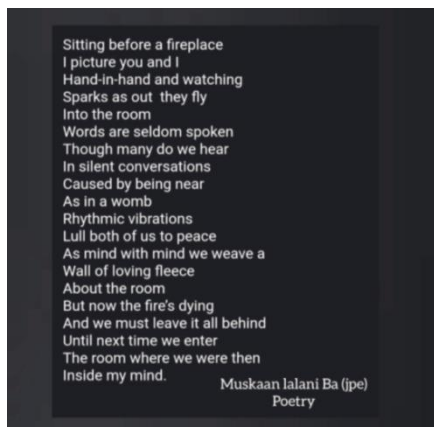 Sitting before a fireplace
I picture you and I
Hand-in-hand and watching
Sparks as out they fly
Into the room
Words are seldom spoken
Though many do we hear
In silent conversations
Caused by being near
As in a womb
Rhythmic vibrations
Lull both of us to peace
As mind with mind we weave a
Wall of loving fleece
About the room
But now the fire's dying
And we must leave it all behind
Until next time we enter
The room where we were then
Inside my mind.
Muskaan lalani Ba (jpe)
Poetry